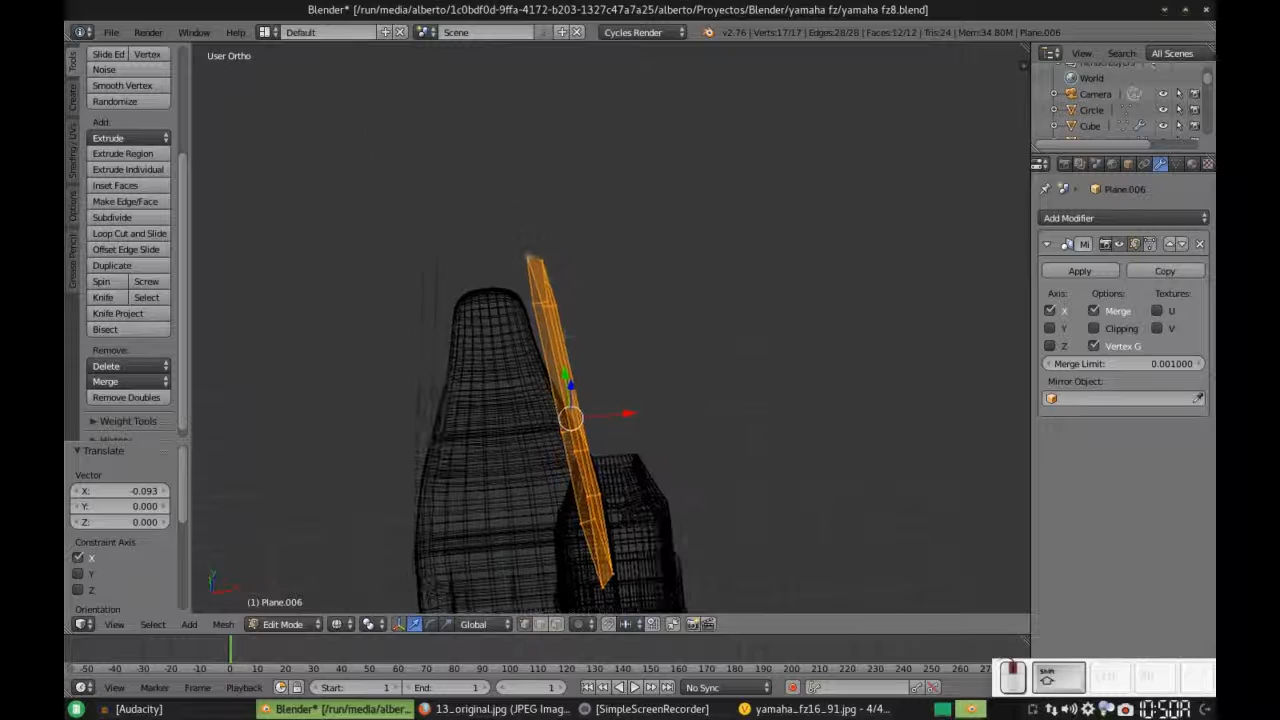 Blender* [/run/media/alberto/1c0bdf0d-9ffa-4172-b203-1327c47a7a25/alberto/Proyectos/Blender/yamaha fz/yamaha fz8.blend]
File Render Window Help Default Scene Cycles Render v2.76 | Verts:17/17 | Edges:28/28 | Faces:12/12 | Tris:24 | Mem:34.80M | Plane.006
Slide Ed Vertex
Noise
Smooth Vertex
Randomize
Add:
Extrude
Extrude Region
Extrude Individual
Inset Faces
Make Edge/Face
Subdivide
Loop Cut and Slide
Offset Edge Slide
Duplicate
Spin Screw
Knife Select
Knife Project
Bisect
Remove:
Delete
Merge
Remove Doubles
Weight Tools
Translate
Vector
X: -0.093
Y: 0.000
Z: 0.000
Constraint Axis
X
Y
Z
Orientation
Tools
Create
Shading / UVs
Options
Grease Pencil
User Ortho
(1) Plane.006
View Select Add Mesh Edit Mode Global
View Search All Scenes
World
Camera
Circle
Cube
Plane.006
Add Modifier
Mi
Apply Copy
Axis: Options: Textures:
X Merge U
Y Clipping V
Z Vertex G
Merge Limit: 0.001000
Mirror Object:
-50 -40 -30 -20 -10 0 10 20 30 40 50 60 70 80 90 100 110 120 130 140 150 160 170 180 190 200 210 220 230 240 250 260
View Marker Frame Playback Start: 1 End: 1 1 No Sync
Shift
[Audacity] Blender* [/run/media/alber... 13_original.jpg (JPEG Imag... [SimpleScreenRecorder] yamaha_fz16_91.jpg - 4/4...